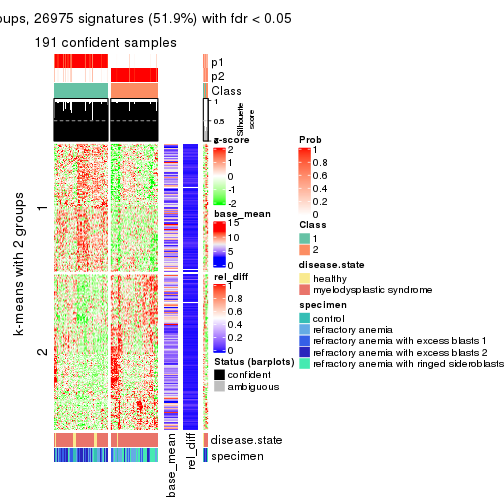 oups, 26975 signatures (51.9%) with fdr < 0.05
191 confident samples
p1
p2
Class
1
0.5
0
Silhouette
score
k-means with 2 groups
1
2
z-score
2
1
0
-1
-2
base_mean
15
10
5
0
rel_diff
1
0.8
0.6
0.4
0.2
0
Status (barplots)
confident
ambiguous
Prob
1
0.8
0.6
0.4
0.2
0
Class
1
2
disease.state
healthy
myelodysplastic syndrome
specimen
control
refractory anemia
refractory anemia with excess blasts 1
refractory anemia with excess blasts 2
refractory anemia with ringed sideroblasts
disease.state
specimen
base_mean
rel_diff